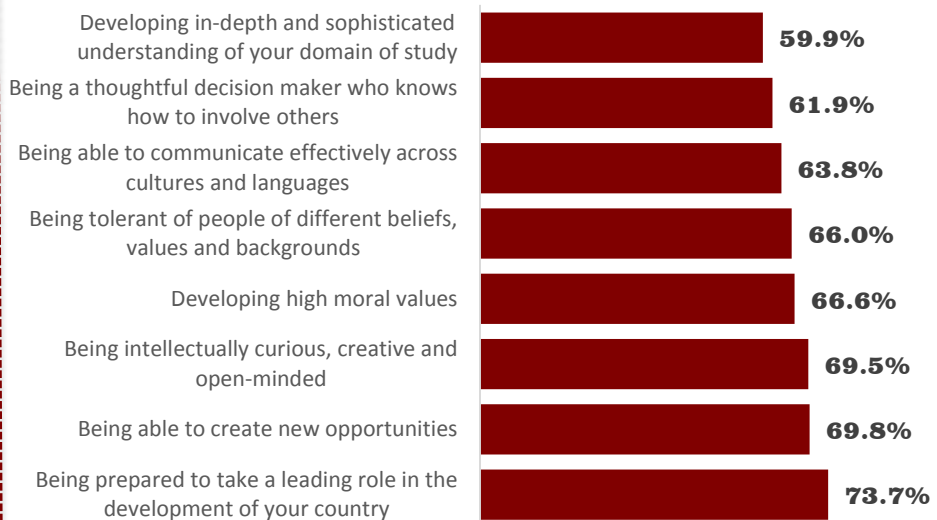 Developing in-depth and sophisticated
understanding of your domain of study
59.9%
Being a thoughtful decision maker who knows
how to involve others
61.9%
Being able to communicate effectively across
cultures and languages
63.8%
Being tolerant of people of different beliefs,
values and backgrounds
66.0%
Developing high moral values
66.6%
Being intellectually curious, creative and
open-minded
69.5%
Being able to create new opportunities
69.8%
Being prepared to take a leading role in the
development of your country
73.7%